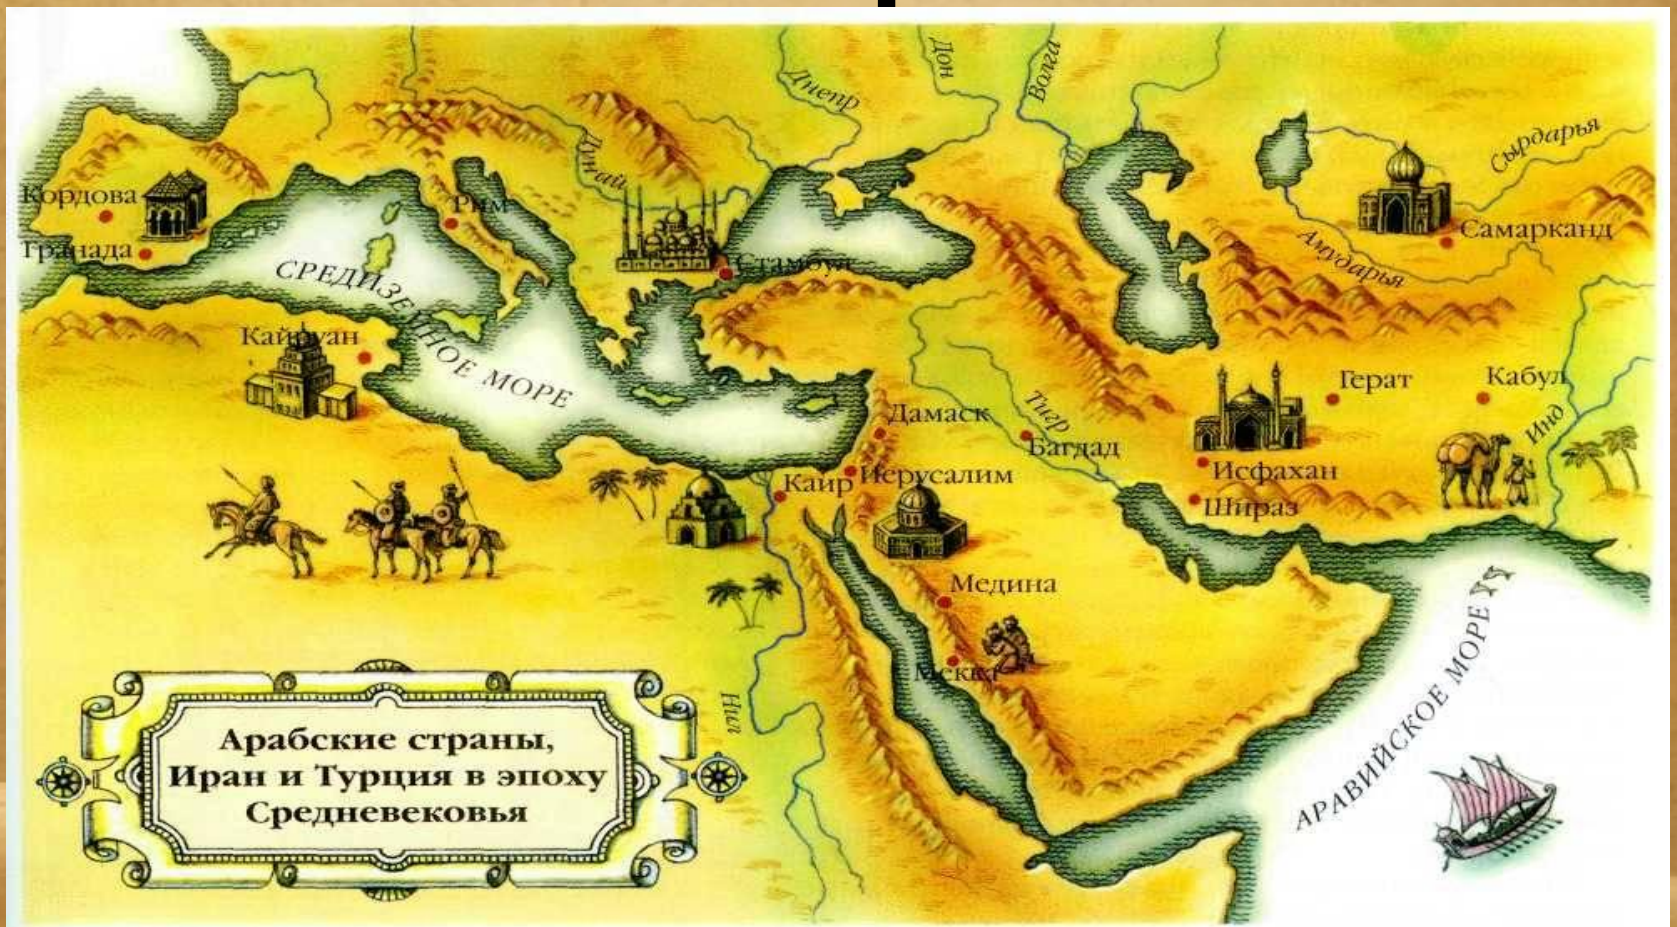 Днепр
Дон
Волга
Сырдарья
Дунай
Кордова
Рим
Гранада
Самарканд
Стамбул
Амударья
СРЕДИЗЕМНОЕ МОРЕ
Кайруан
Герат
Кабул
Дамаск
Тигр
Багдад
Инд
Каир
Иерусалим
Исфахан
Шираз
Медина
Мекка
Нил
АРАВИЙСКОЕ МОРЕ
Арабские страны,
Иран и Турция в эпоху
Средневековья